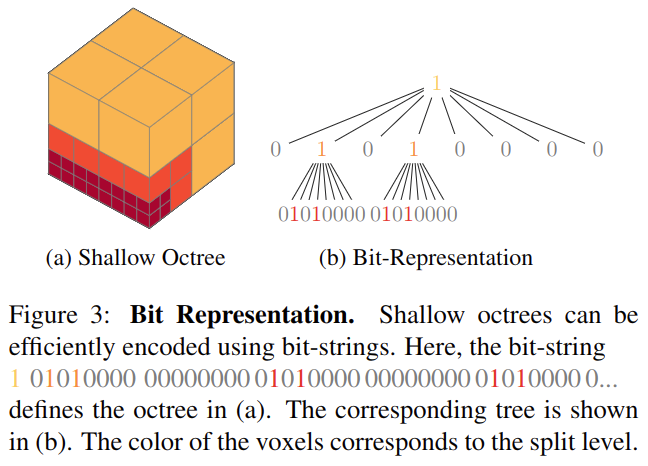 1
0 1 0 1 0 0 0 0
01010000 01010000
(a) Shallow Octree (b) Bit-Representation
Figure 3: Bit Representation. Shallow octrees can be
efficiently encoded using bit-strings. Here, the bit-string
1 01010000 00000000 01010000 00000000 01010000 0...
defines the octree in (a). The corresponding tree is shown
in (b). The color of the voxels corresponds to the split level.